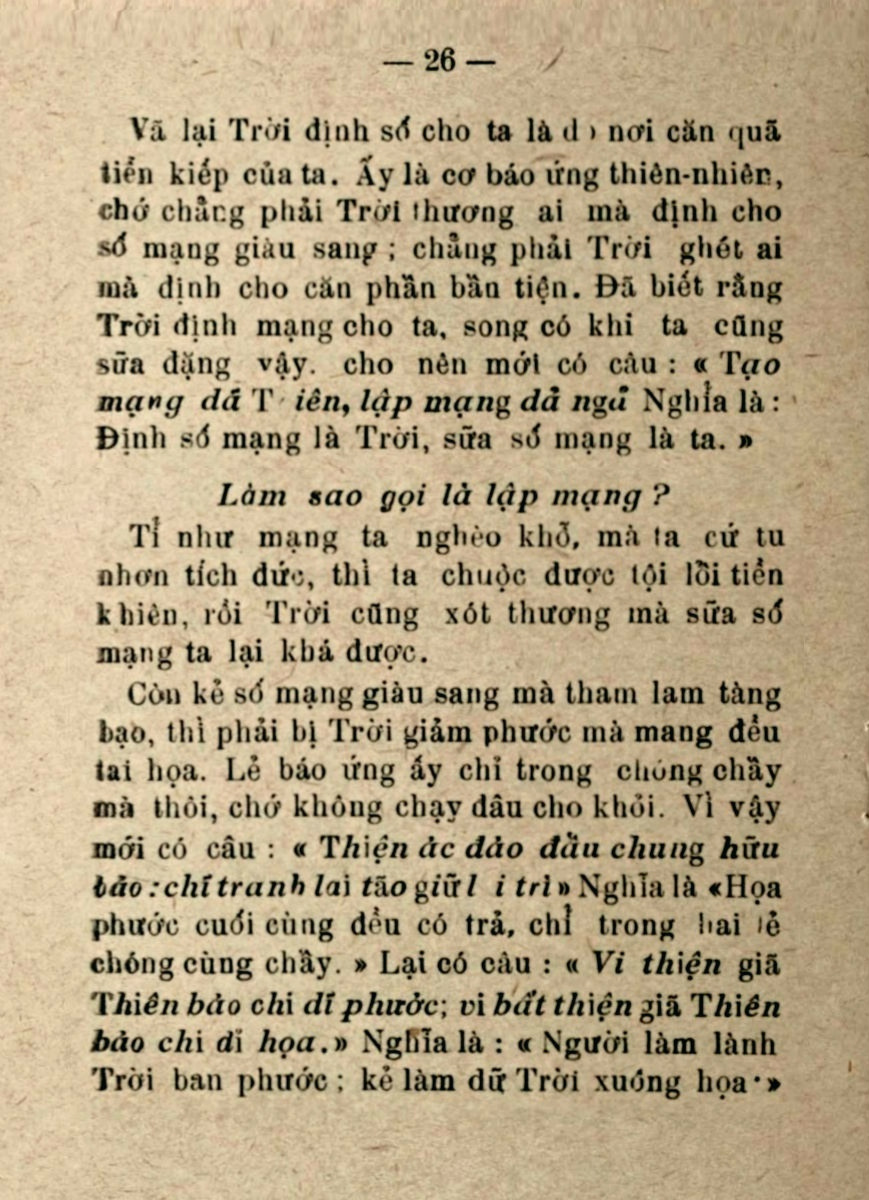 — 26 —
Vã lại Trời định số cho ta là do nơi căn quã
tiền kiếp của ta. Ấy là cơ báo ứng thiên-nhiên,
chớ chẳng phải Trời thương ai mà định cho
số mạng giàu sang ; chẳng phải Trời ghét ai
mà định cho căn phần bần tiện. Đã biết rằng
Trời định mạng cho ta, song có khi ta cũng
sữa đặng vậy. cho nên mới có câu : « Tạo
mạng dả T iên, lập mạng dả ngã Nghĩa là :
Định số mạng là Trời, sữa số mạng là ta. »
Làm sao gọi là lập mạng ?
Tỉ như mạng ta nghèo khổ, mà ta cứ tu
nhơn tích đức, thì ta chuộc được tội lỗi tiền
khiên, rồi Trời cũng xót thương mà sữa số
mạng ta lại khá được.
Còn kẻ số mạng giàu sang mà tham lam tàng
bạo, thì phải bị Trời giảm phước mà mang đều
tai họa. Lẻ báo ứng ấy chỉ trong chóng chầy
mà thôi, chớ không chạy đâu cho khỏi. Vì vậy
mới có câu : « Thiện ác đáo đầu chung hữu
báo : chỉ tranh lai tão giữ l i trì » Nghĩa là «Họa
phước cuối cùng đều có trả, chỉ trong hai lẻ
chóng cùng chầy. » Lại có câu : « Vi thiện giã
Thiên báo chi dĩ phước; vi bất thiện giã Thiên
báo chi dĩ họa. » Nghĩa là : « Người làm lành
Trời ban phước ; kẻ làm dữ Trời xuống họa. »